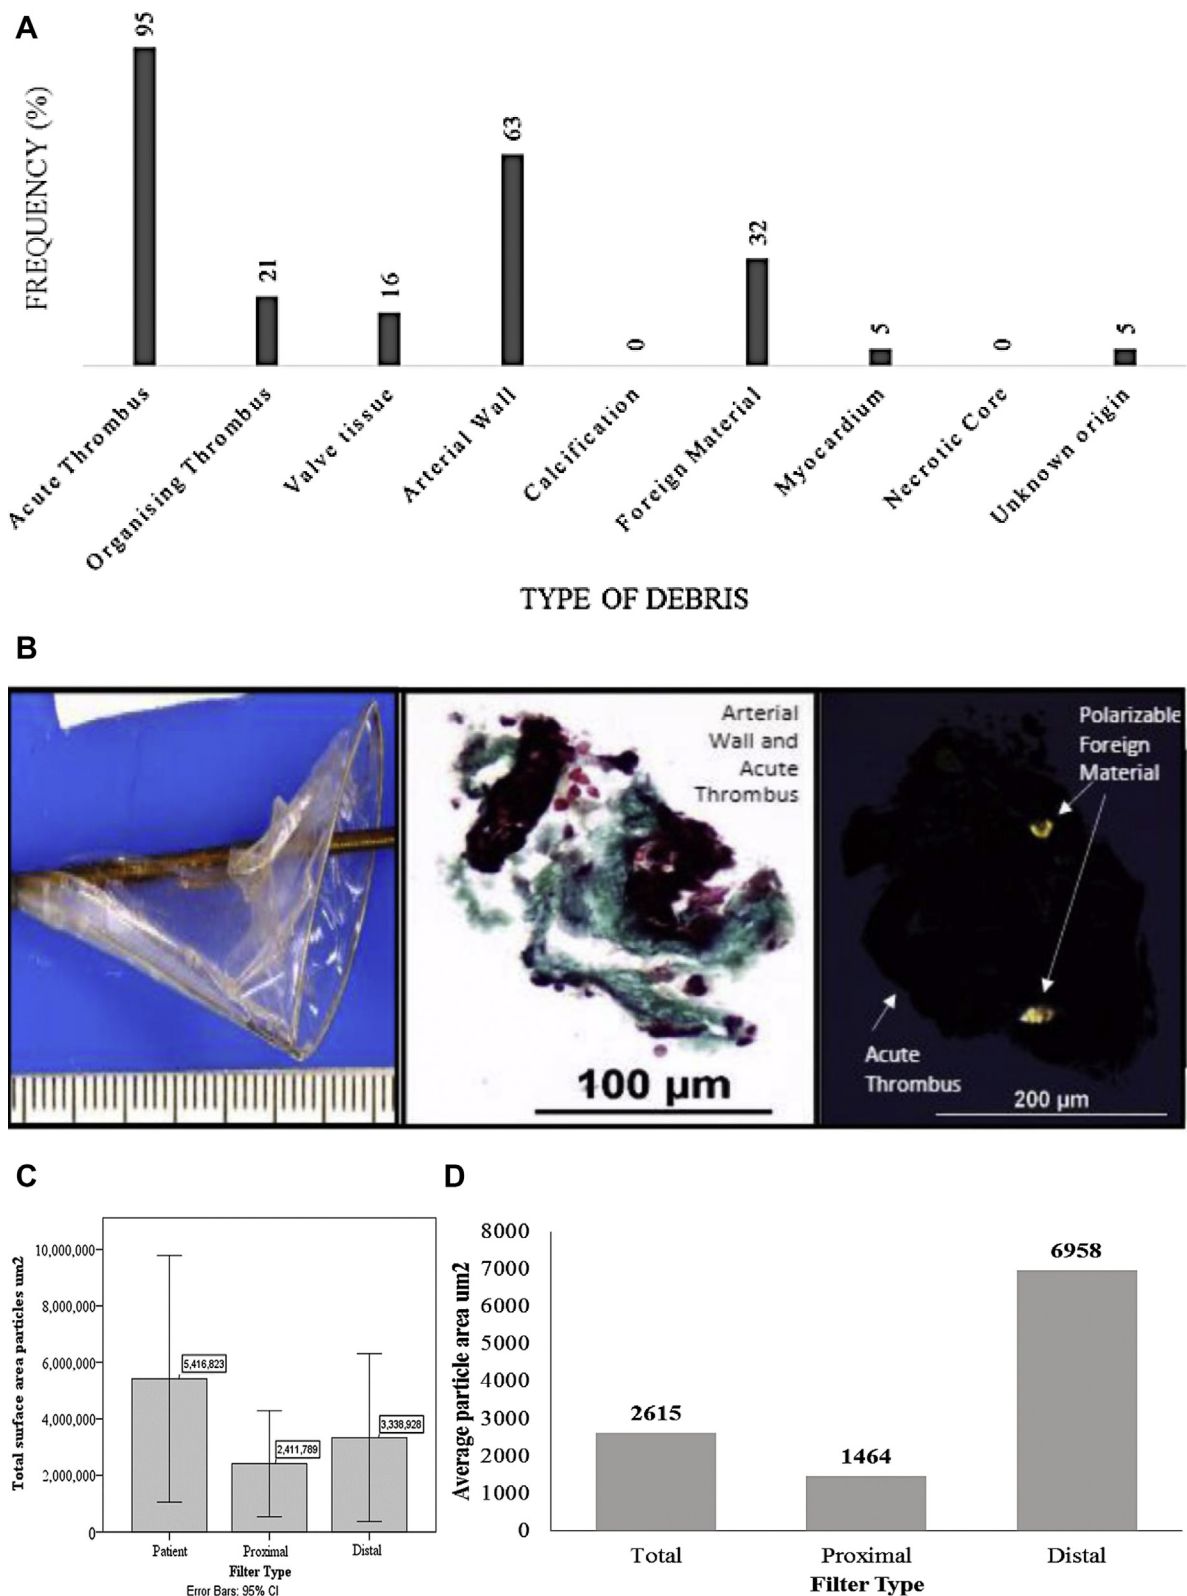 A
FREQUENCY (%)
95
21
16
63
0
32
5
0
5
Acute Thrombus
Organising Thrombus
Valve tissue
Arterial Wall
Calcification
Foreign Material
Myocardium
Necrotic Core
Unknown origin
TYPE OF DEBRIS
B
Arterial
Wall and
Acute
Thrombus
100 µm
Polarizable
Foreign
Material
Acute
Thrombus
200 µm
C
Total surface area particles um2
10,000,000
8,000,000
6,000,000
4,000,000
2,000,000
0
5,416,823
2,411,789
3,338,928
Patient
Proximal
Distal
Filter Type
Error Bars: 95% CI
D
Average particle area um2
8000
7000
6000
5000
4000
3000
2000
1000
0
2615
1464
6958
Total
Proximal
Distal
Filter Type